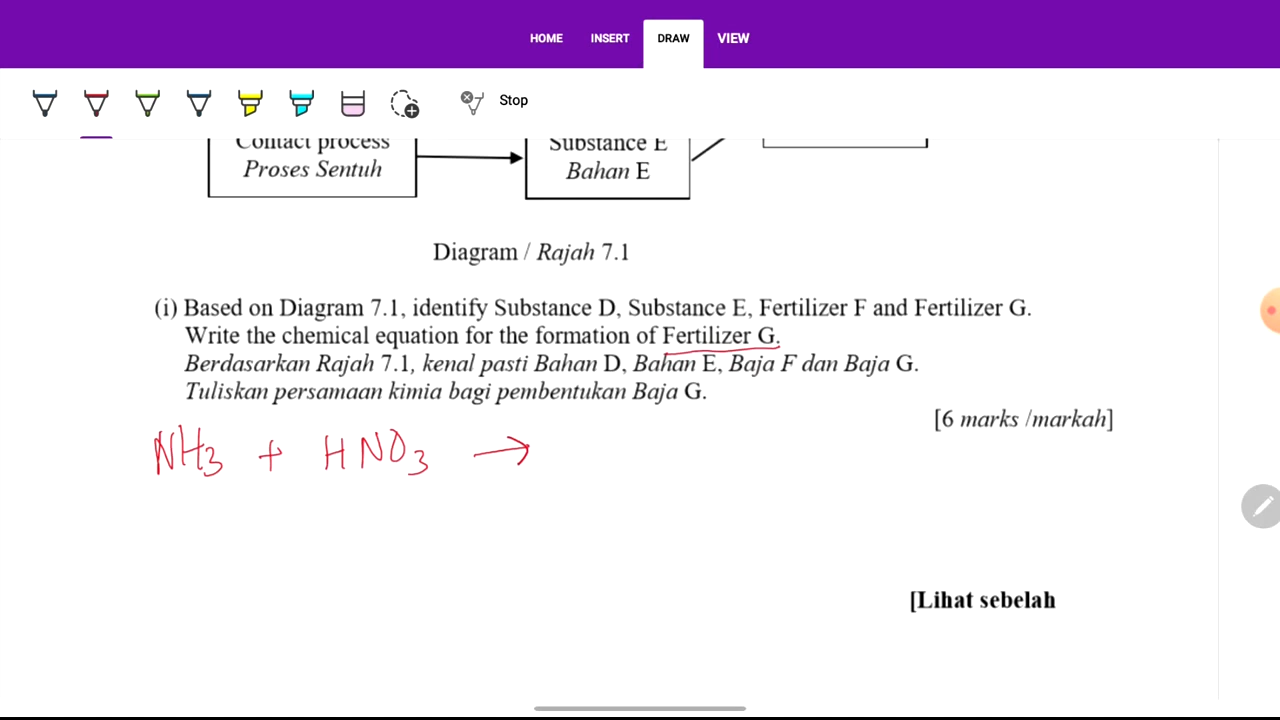 HOME INSERT DRAW VIEW
Stop
Contact process
Proses Sentuh
Substance E
Bahan E
Diagram / Rajah 7.1
(i) Based on Diagram 7.1, identify Substance D, Substance E, Fertilizer F and Fertilizer G.
Write the chemical equation for the formation of Fertilizer G.
Berdasarkan Rajah 7.1, kenal pasti Bahan D, Bahan E, Baja F dan Baja G.
Tuliskan persamaan kimia bagi pembentukan Baja G.
[6 marks /markah]
NH3 + HNO3 →
[Lihat sebelah